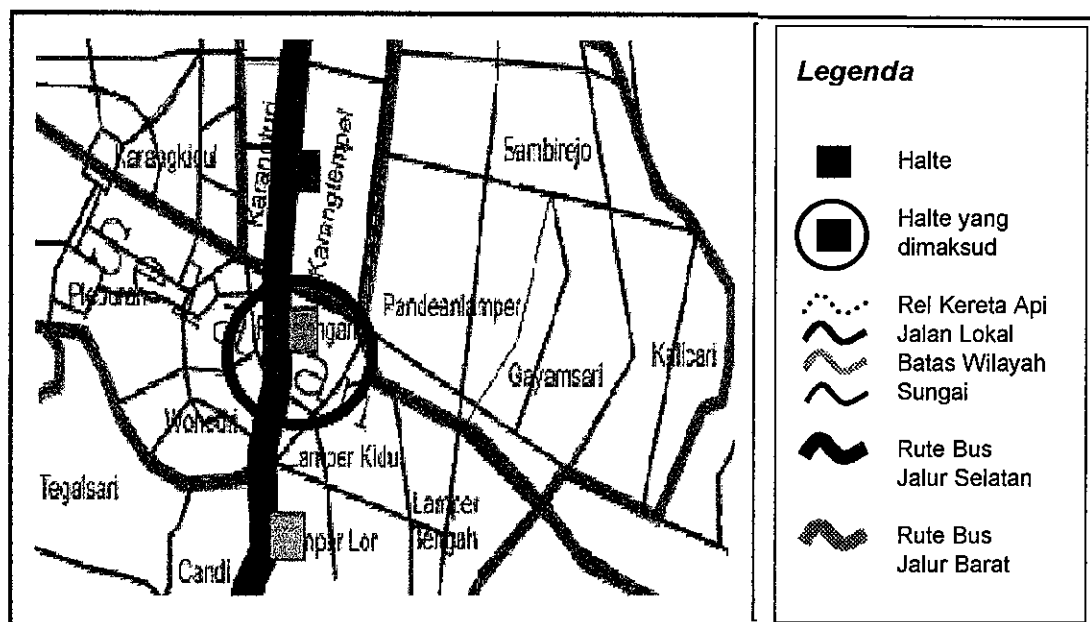 Karangkidul
Karangturi
Karangtempel
Sambirejo
Pleburan
Pandeanlamper
Gayamsari
Kalicari
Wonodri
Tegalsari
Candi
Lamper Kidul
Lamper
Tengah
Legenda
Halte
Halte yang
dimaksud
Rel Kereta Api
Jalan Lokal
Batas Wilayah
Sungai
Rute Bus
Jalur Selatan
Rute Bus
Jalur Barat